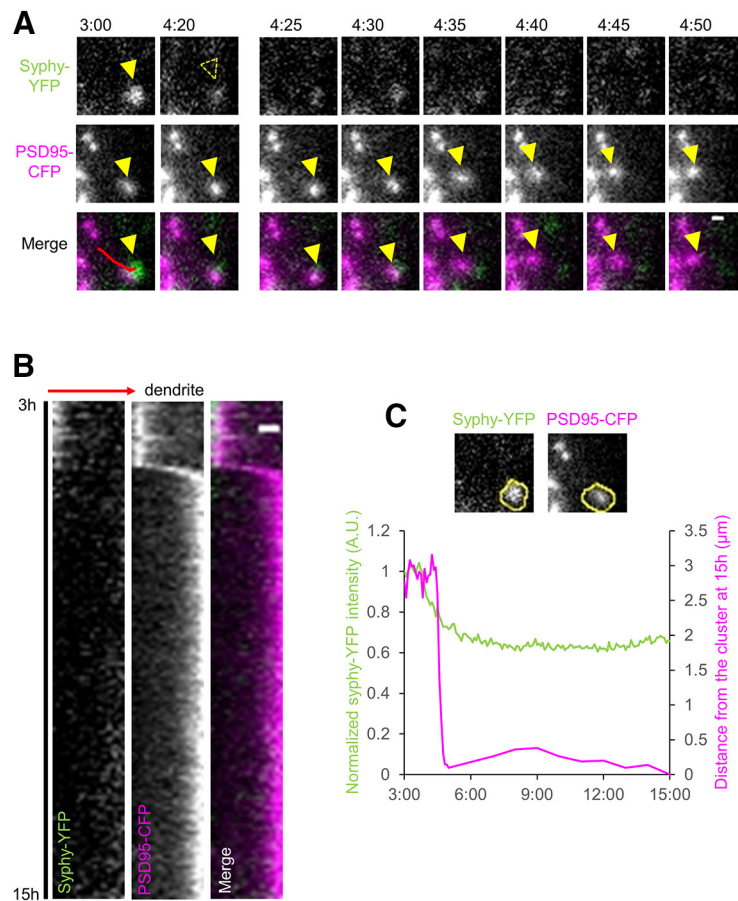 A
3:00 4:20 4:25 4:30 4:35 4:40 4:45 4:50
Syphy-
YFP
PSD95-
CFP
Merge
B
dendrite
3h
15h
Syphy-YFP
PSD95-CFP
Merge
C
Syphy-YFP PSD95-CFP
Normalized syphy-YFP intensity (A.U.)
1.2
1
0.8
0.6
0.4
0.2
0
3.5
3
2.5
2
1.5
1
0.5
0
Distance from the cluster at 15h (μm)
3:00 6:00 9:00 12:00 15:00